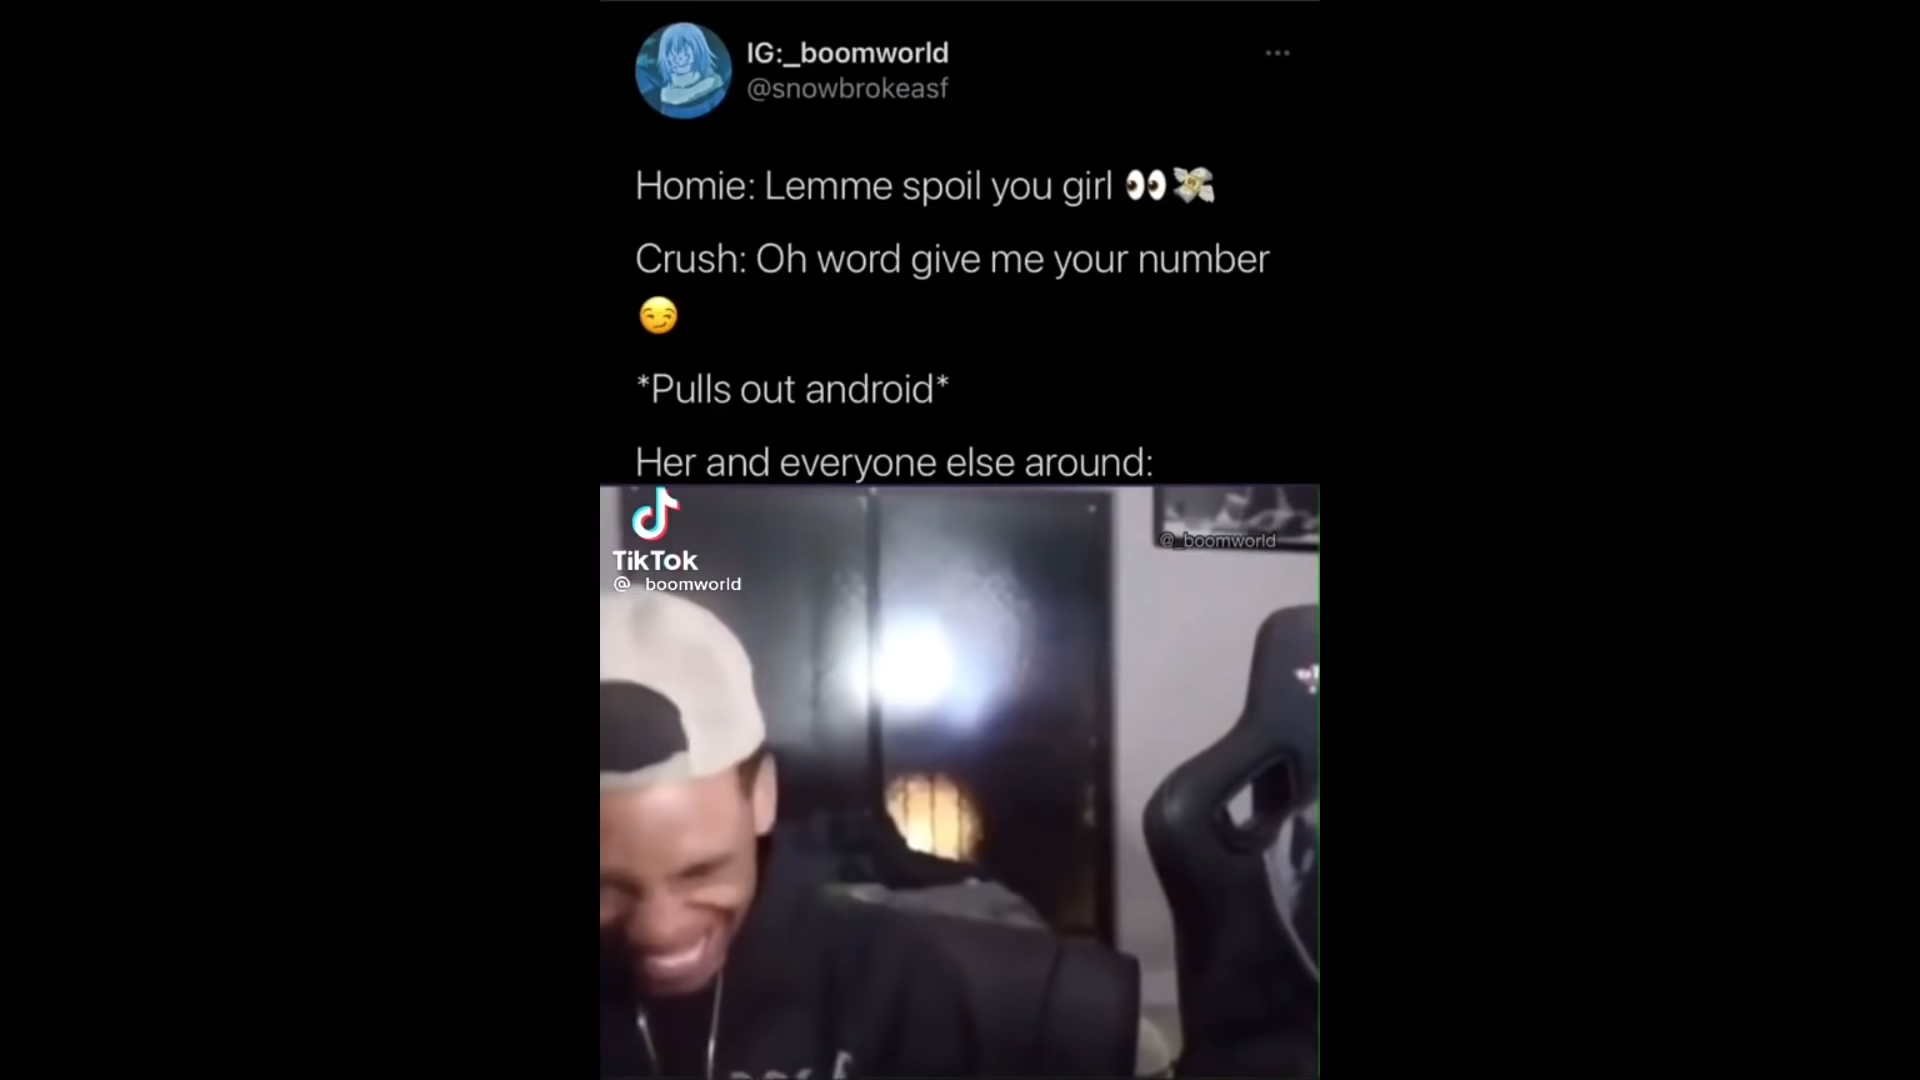 IG:_boomworld
@snowbrokeasf
Homie: Lemme spoil you girl 👀💸
Crush: Oh word give me your number
😏
*Pulls out android*
Her and everyone else around:
TikTok
@_boomworld
@_boomworld